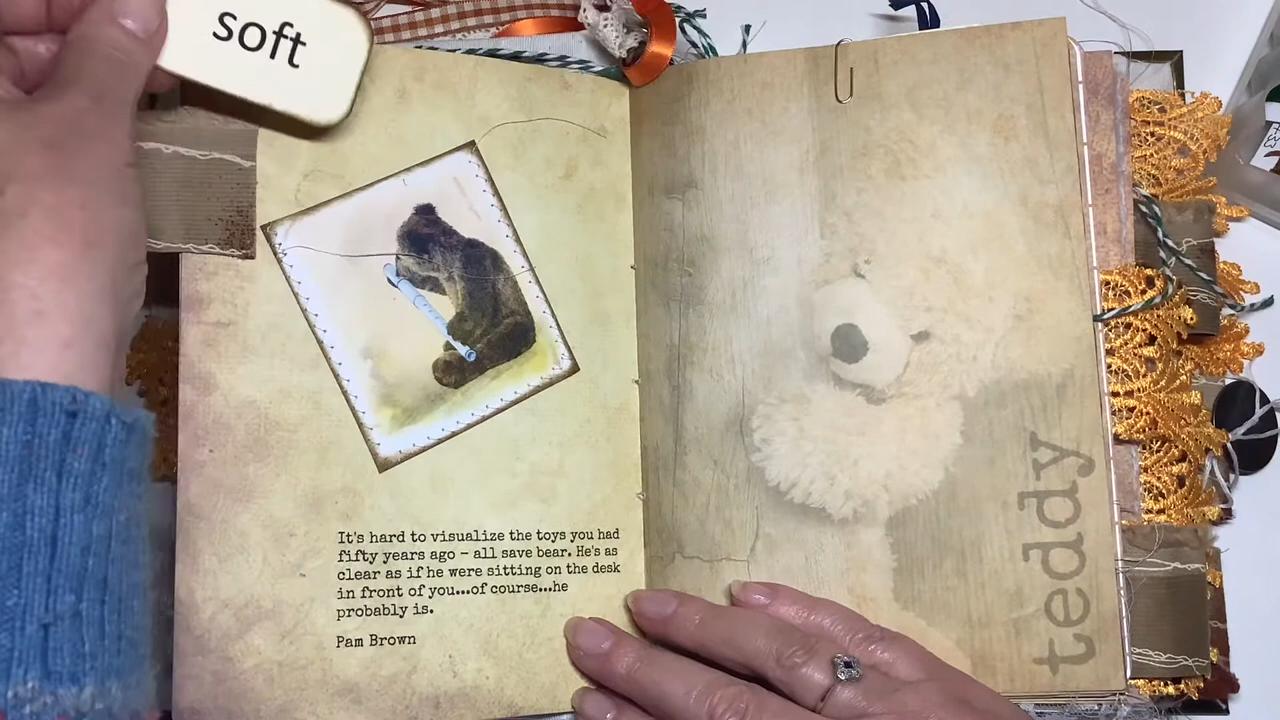 soft
It's hard to visualize the toys you had
fifty years ago - all save bear. He's as
clear as if he were sitting on the desk
in front of you...of course...he
probably is.
Pam Brown
teddy